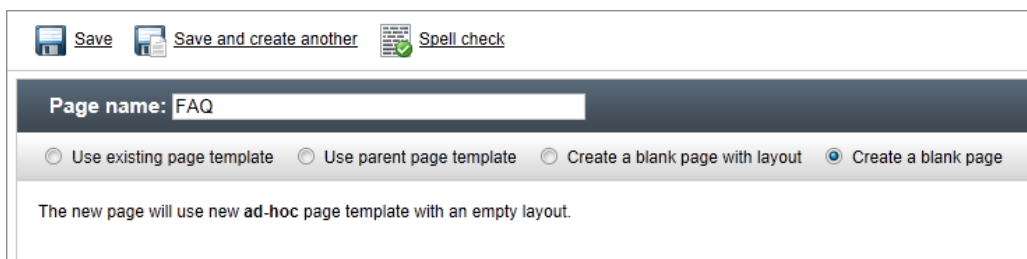 Save Save and create another Spell check
Page name: FAQ
Use existing page template Use parent page template Create a blank page with layout Create a blank page
The new page will use new ad-hoc page template with an empty layout.